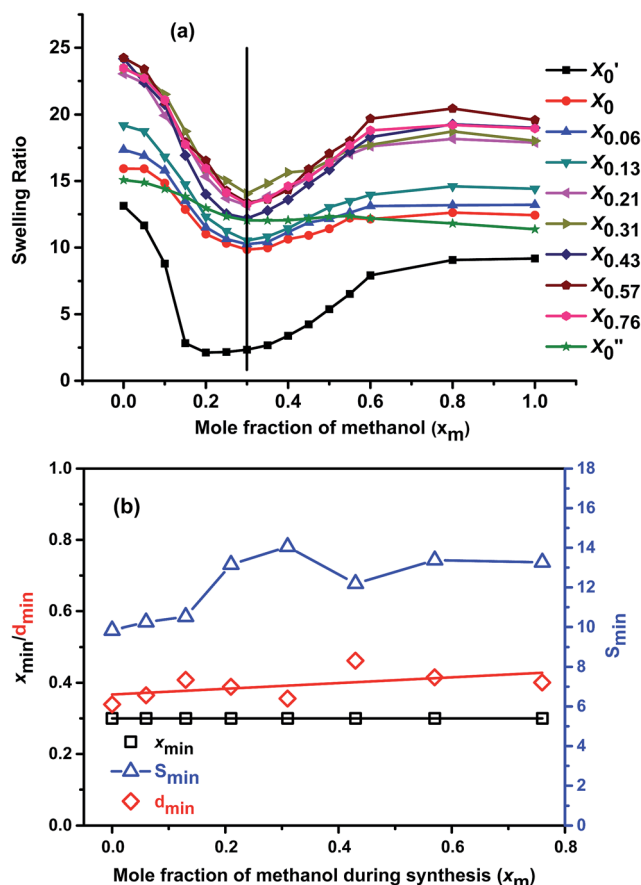 (a)
25
20
15
10
5
0
Swelling Ratio
0.0 0.2 0.4 0.6 0.8 1.0
Mole fraction of methanol (xm)
X0'
X0
X0.06
X0.13
X0.21
X0.31
X0.43
X0.57
X0.76
X0"
(b)
1.0
0.8
0.6
0.4
0.2
0.0
xmin/dmin
xmin
Smin
dmin
18
16
14
12
10
8
6
4
2
0
Smin
0.0 0.2 0.4 0.6 0.8
Mole fraction of methanol during synthesis (xm)